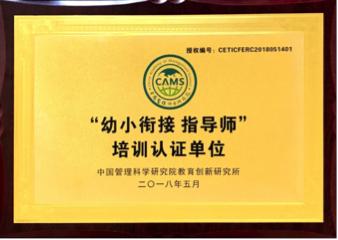 授权编号：CETICFERC2018051401
CAMS
“幼小衔接 指导师”
培训认证单位
中国管理科学研究院教育创新研究所
二〇一八年五月